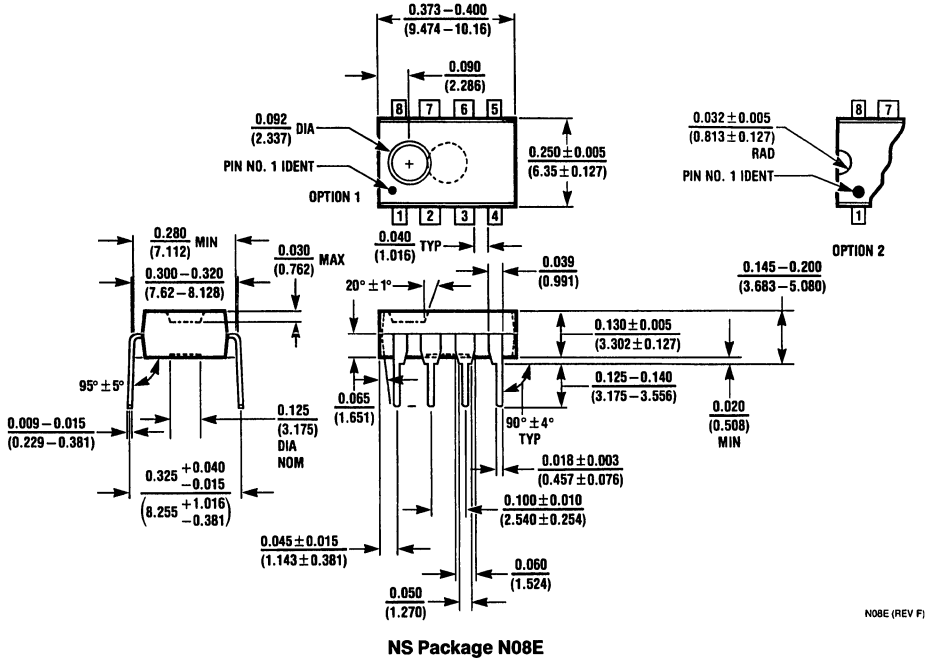 0.373 – 0.400
(9.474 – 10.16)
0.090
(2.286)
8 7 6 5
0.092 DIA
(2.337)
PIN NO. 1 IDENT
OPTION 1
+
1 2 3 4
0.250 ± 0.005
(6.35 ± 0.127)
0.032 ± 0.005
(0.813 ± 0.127)
RAD
PIN NO. 1 IDENT
8 7
1
OPTION 2
0.280 MIN
(7.112)
0.300 – 0.320
(7.62 – 8.128)
0.030 MAX
(0.762)
0.040 TYP
(1.016)
0.039
(0.991)
20° ± 1°
0.145 – 0.200
(3.683 – 5.080)
0.130 ± 0.005
(3.302 ± 0.127)
0.125 – 0.140
(3.175 – 3.556)
0.020
(0.508)
MIN
95° ± 5°
0.009 – 0.015
(0.229 – 0.381)
0.125
(3.175)
DIA
NOM
0.065
(1.651)
90° ± 4°
TYP
0.018 ± 0.003
(0.457 ± 0.076)
0.325 +0.040
−0.015
(8.255 +1.016
−0.381)
0.100 ± 0.010
(2.540 ± 0.254)
0.045 ± 0.015
(1.143 ± 0.381)
0.060
(1.524)
0.050
(1.270)
N08E (REV F)
NS Package N08E